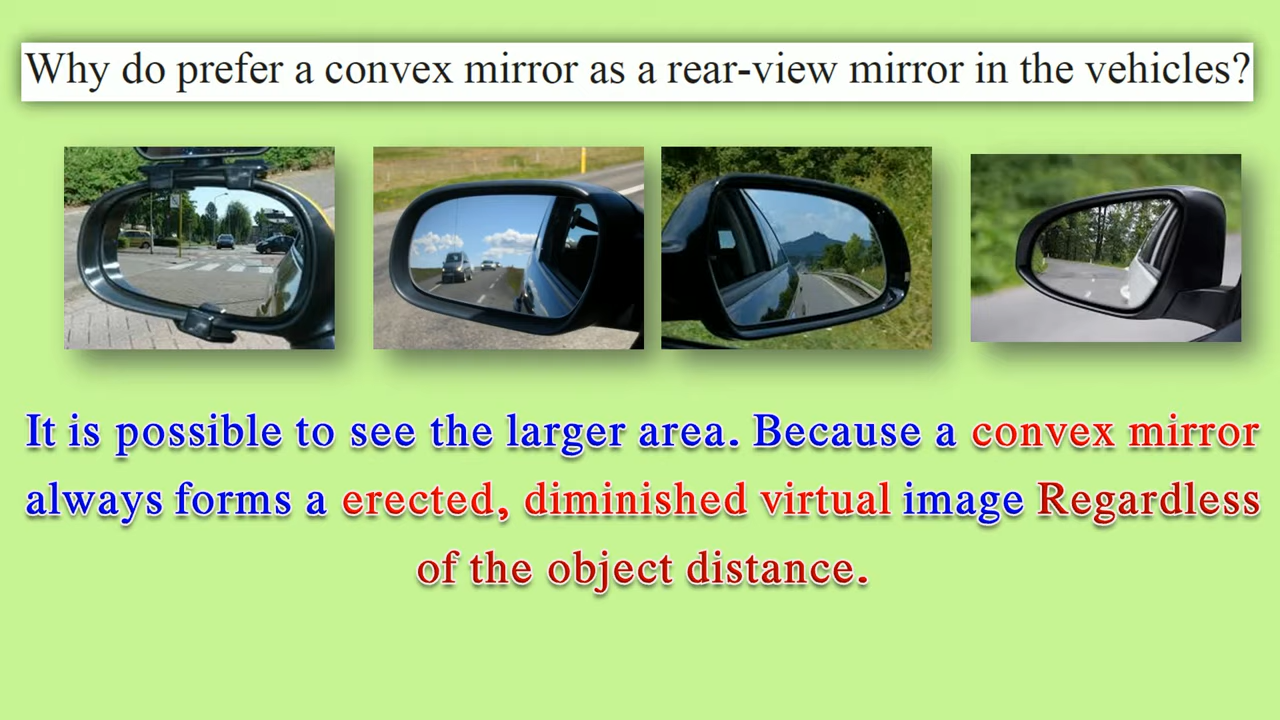 Why do prefer a convex mirror as a rear-view mirror in the vehicles?
It is possible to see the larger area. Because a convex mirror
always forms a erected, diminished virtual image Regardless
of the object distance.